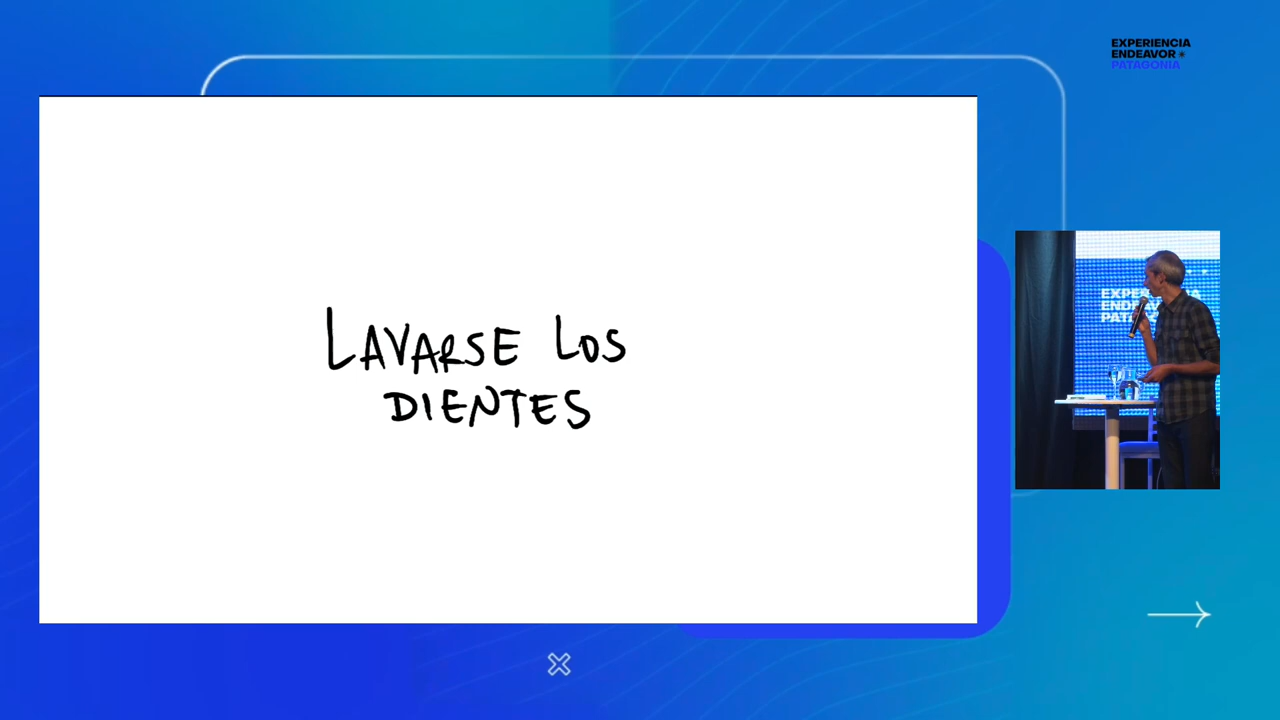 EXPERIENCIA
ENDEAVOR
PATAGONIA
LAVARSE LOS
DIENTES